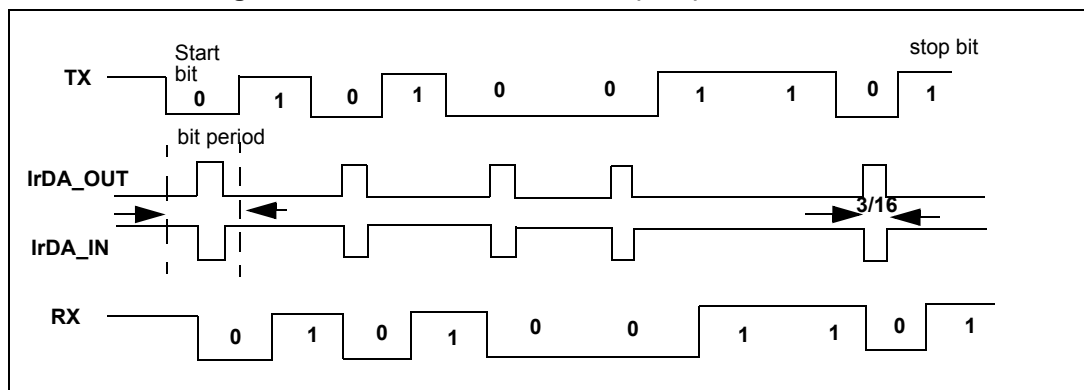 Start
bit
stop bit
TX
0 1 0 1 0 0 1 1 0 1
bit period
IrDA_OUT
3/16
IrDA_IN
RX
0 1 0 1 0 0 1 1 0 1